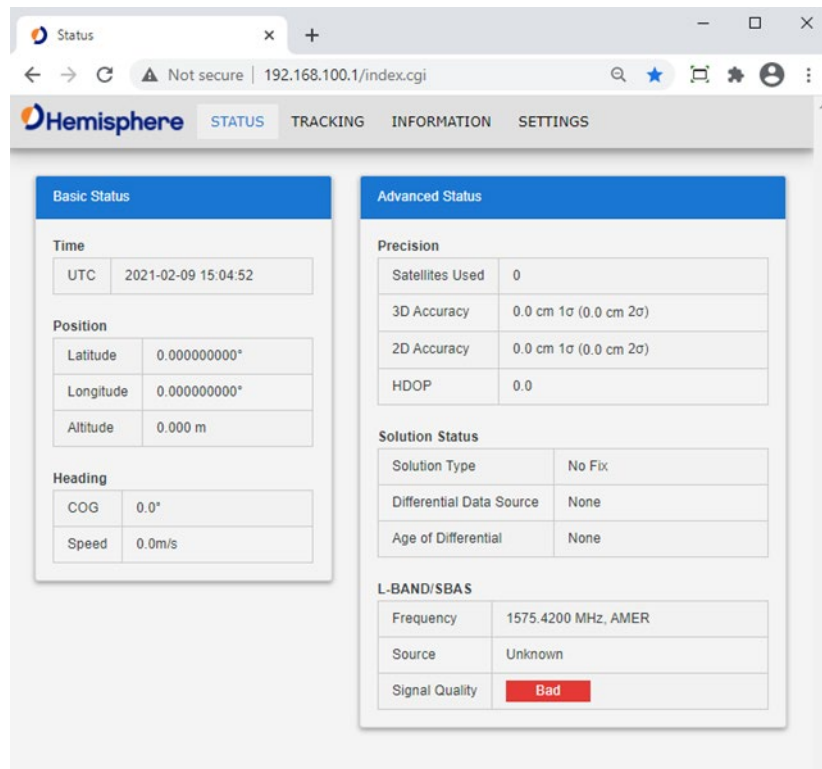 Status
Not secure | 192.168.100.1/index.cgi
Hemisphere STATUS TRACKING INFORMATION SETTINGS
Basic Status
Time
UTC 2021-02-09 15:04:52
Position
Latitude 0.000000000°
Longitude 0.000000000°
Altitude 0.000 m
Heading
COG 0.0°
Speed 0.0m/s
Advanced Status
Precision
Satellites Used 0
3D Accuracy 0.0 cm 1σ (0.0 cm 2σ)
2D Accuracy 0.0 cm 1σ (0.0 cm 2σ)
HDOP 0.0
Solution Status
Solution Type No Fix
Differential Data Source None
Age of Differential None
L-BAND/SBAS
Frequency 1575.4200 MHz, AMER
Source Unknown
Signal Quality Bad